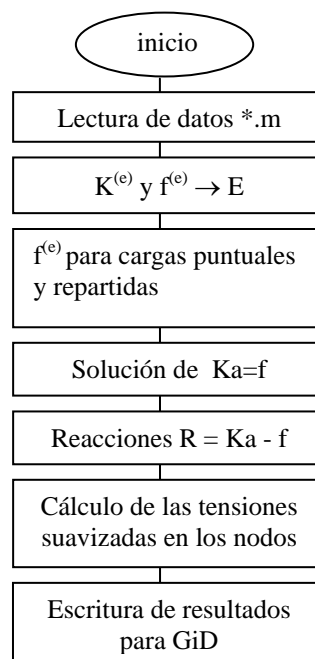 inicio
Lectura de datos *.m
K^(e) y f^(e) → E
f^(e) para cargas puntuales
y repartidas
Solución de Ka=f
Reacciones R = Ka - f
Cálculo de las tensiones
suavizadas en los nodos
Escritura de resultados
para GiD